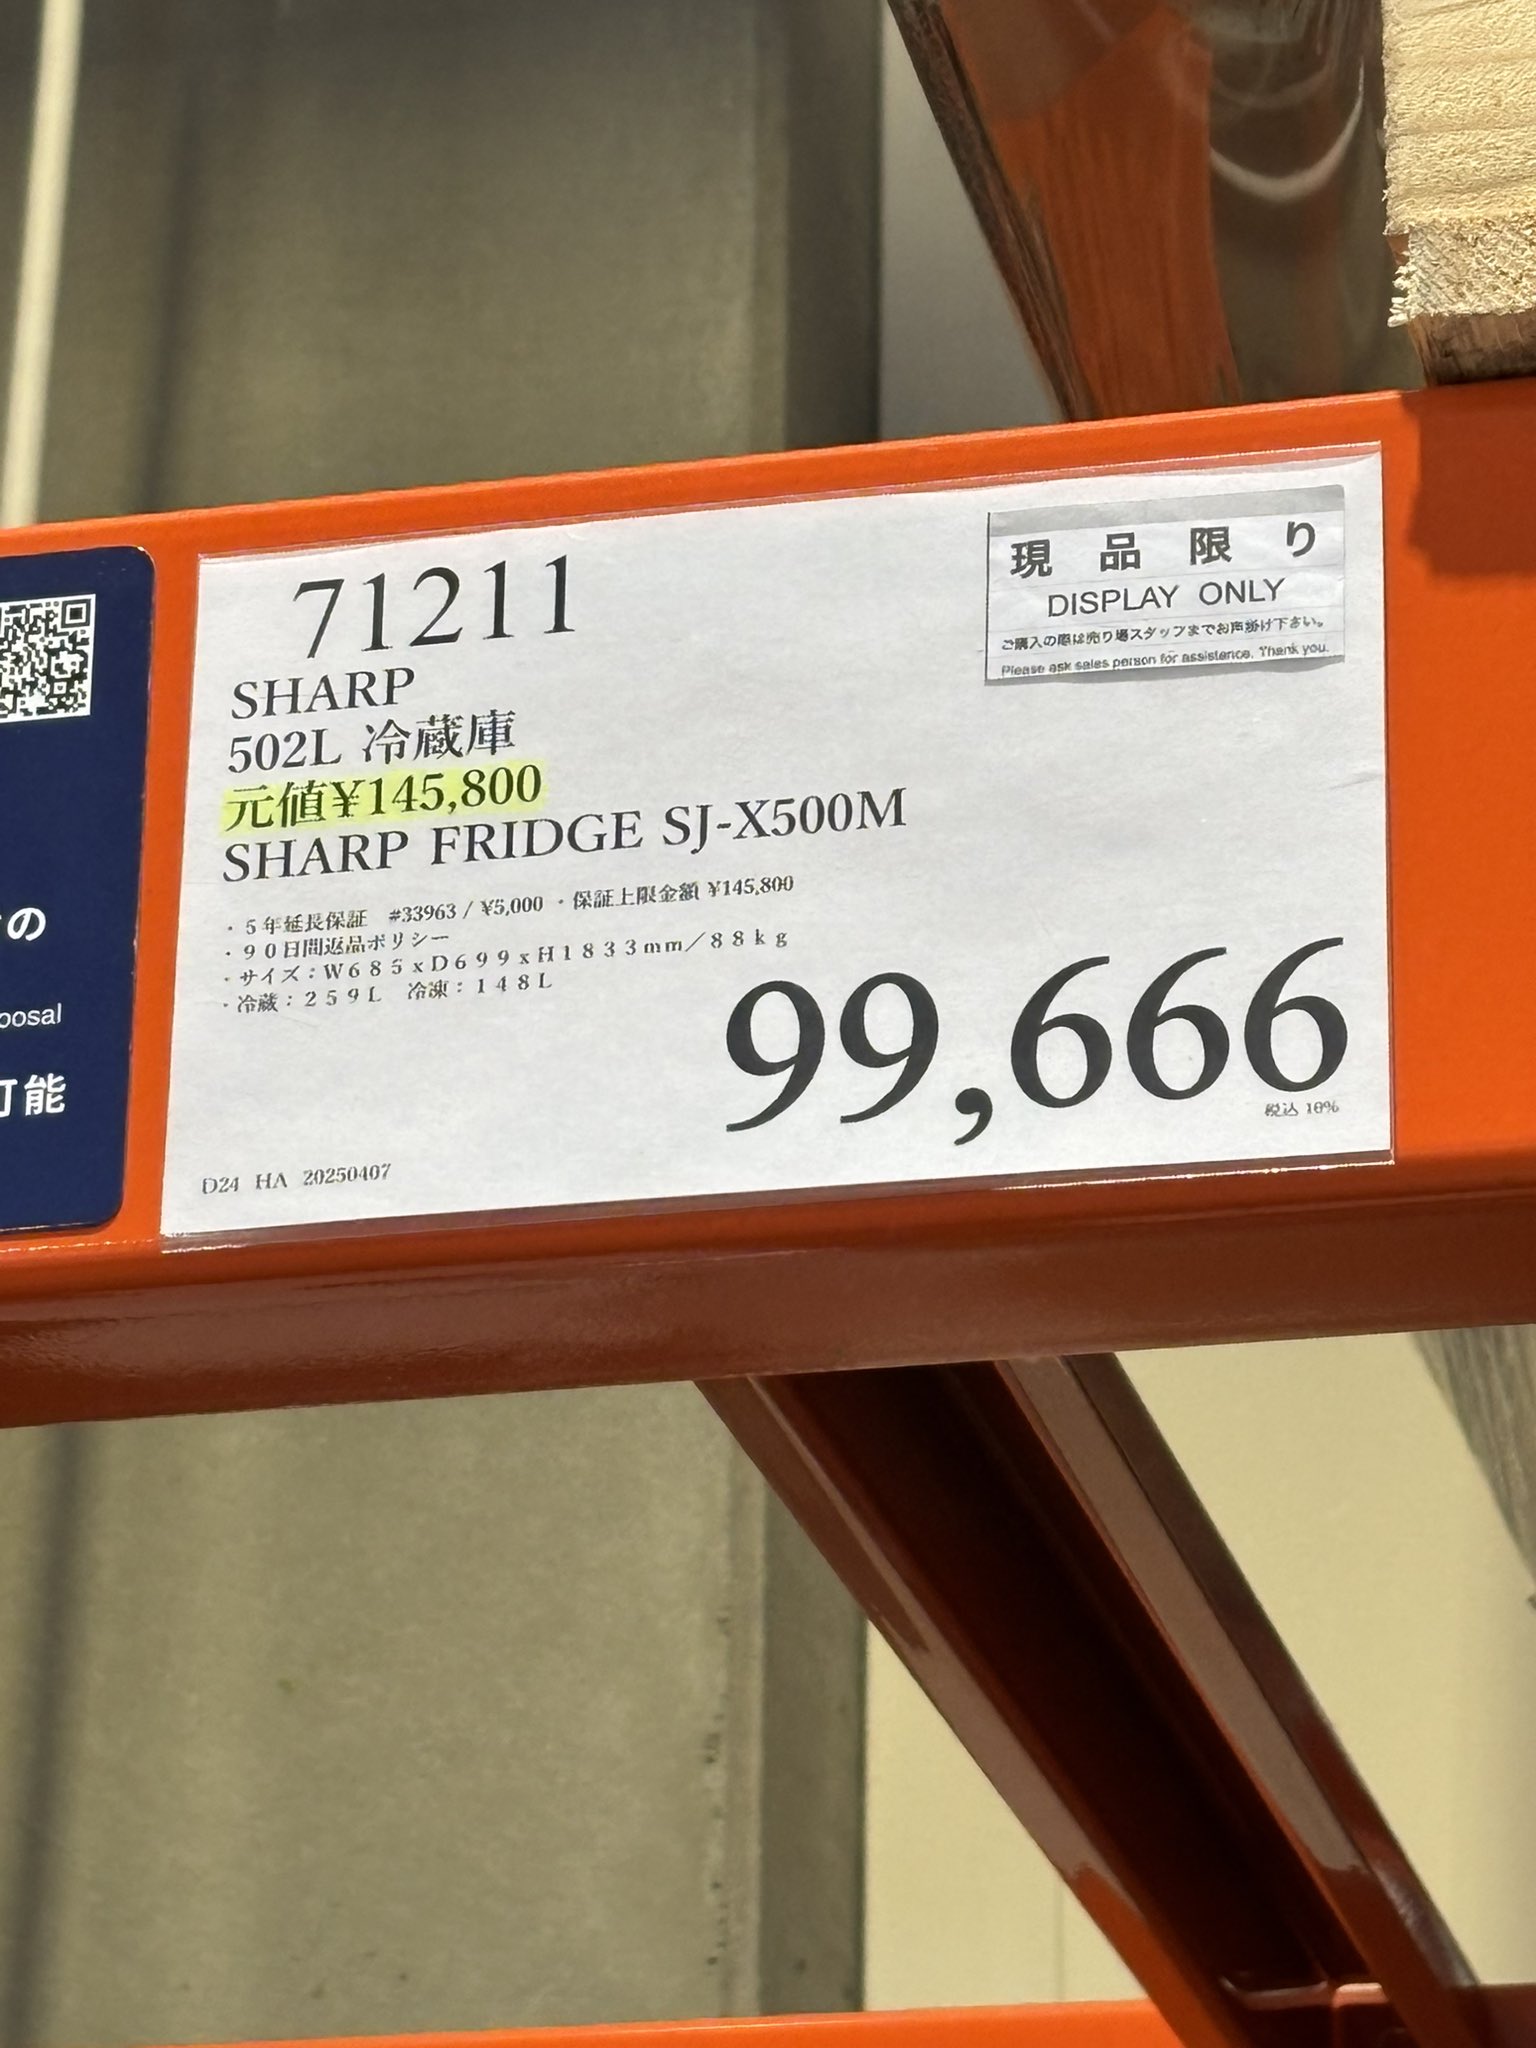 の
posal
可能
71211
SHARP
502L 冷蔵庫
元値¥145,800
SHARP FRIDGE SJ-X500M
・5年延長保証 #33963 / ¥5,000 ・保証上限金額 ¥145,800
・90日間返品ポリシー
・サイズ：W685xD699xH1833mm／88kg
・冷蔵：259L 冷凍：148L
現品限り
DISPLAY ONLY
ご購入の際は売り場スタッフまでお声掛け下さい。
Please ask sales person for assistance. Thank you.
99,666
税込 10%
D24 HA 20250407